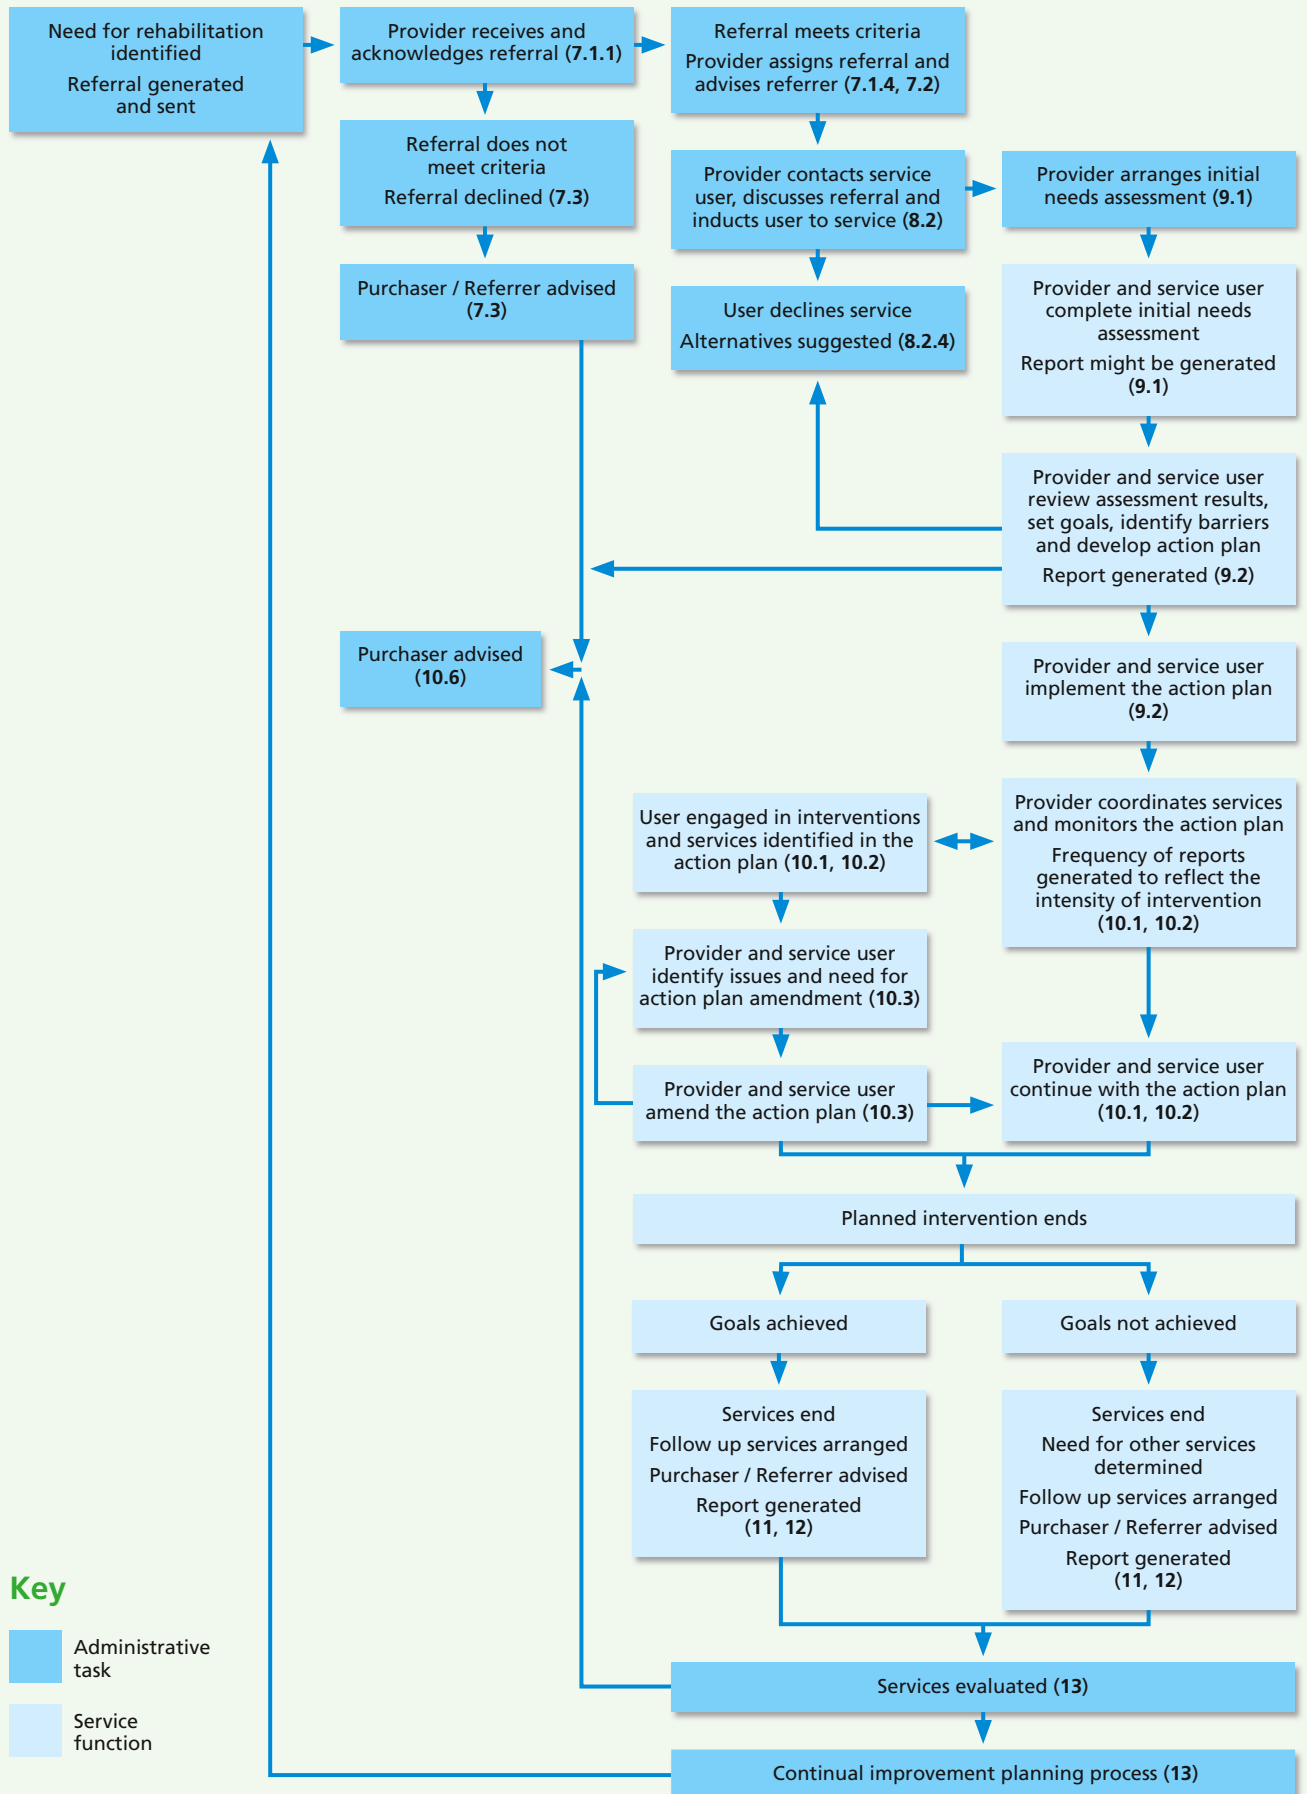 Need for rehabilitation
identified
Referral generated
and sent
Provider receives and
acknowledges referral (7.1.1)
Referral meets criteria
Provider assigns referral and
advises referrer (7.1.4, 7.2)
Referral does not
meet criteria
Referral declined (7.3)
Provider contacts service
user, discusses referral and
inducts user to service (8.2)
Provider arranges initial
needs assessment (9.1)
Purchaser / Referrer advised
(7.3)
User declines service
Alternatives suggested (8.2.4)
Provider and service user
complete initial needs
assessment
Report might be generated
(9.1)
Provider and service user
review assessment results,
set goals, identify barriers
and develop action plan
Report generated (9.2)
Purchaser advised
(10.6)
Provider and service user
implement the action plan
(9.2)
User engaged in interventions
and services identified in the
action plan (10.1, 10.2)
Provider coordinates services
and monitors the action plan
Frequency of reports
generated to reflect the
intensity of intervention
(10.1, 10.2)
Provider and service user
identify issues and need for
action plan amendment (10.3)
Provider and service user
amend the action plan (10.3)
Provider and service user
continue with the action plan
(10.1, 10.2)
Planned intervention ends
Goals achieved
Goals not achieved
Services end
Follow up services arranged
Purchaser / Referrer advised
Report generated
(11, 12)
Services end
Need for other services
determined
Follow up services arranged
Purchaser / Referrer advised
Report generated
(11, 12)
Key
Administrative
task
Service
function
Services evaluated (13)
Continual improvement planning process (13)